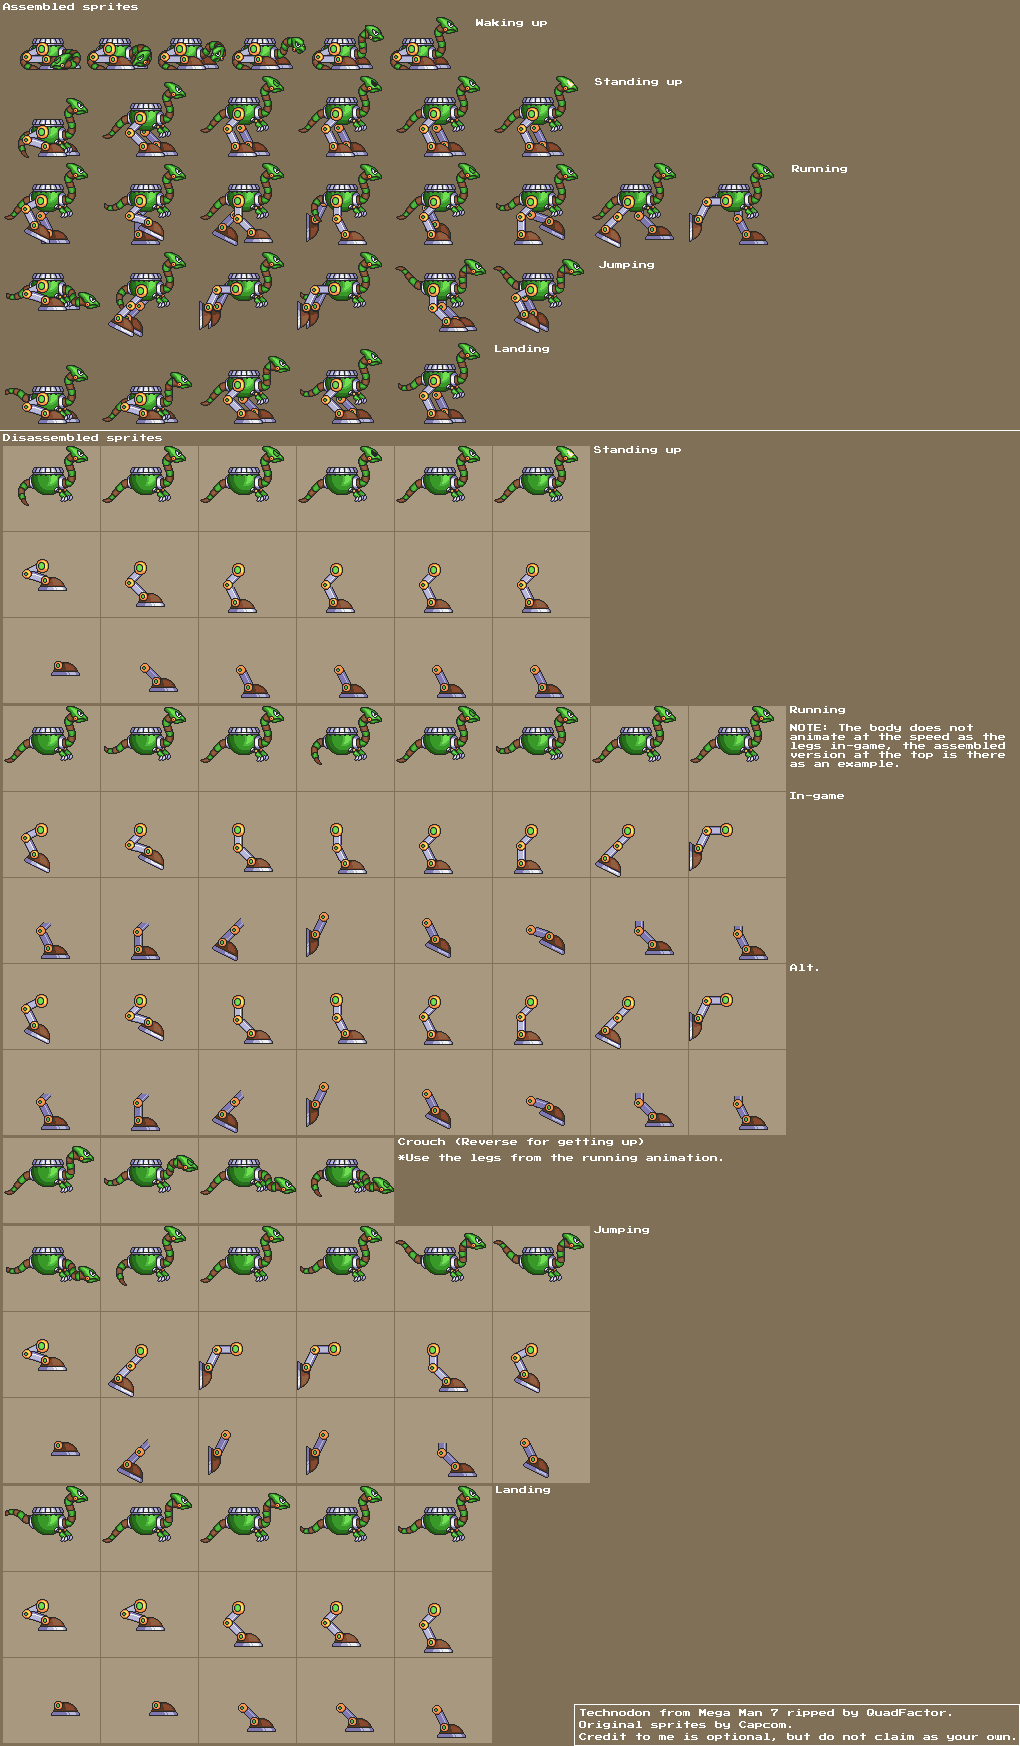 Assembled sprites
Waking up
Standing up
Running
Jumping
Landing
Disassembled sprites
Standing up
Running
NOTE: The body does not
animate at the speed as the
legs in-game, the assembled
version at the top is there
as an example.
In-game
Alt.
Crouch (Reverse for getting up)
*Use the legs from the running animation.
Jumping
Landing
Technodon from Mega Man 7 ripped by QuadFactor.
Original sprites by Capcom.
Credit to me is optional, but do not claim as your own.